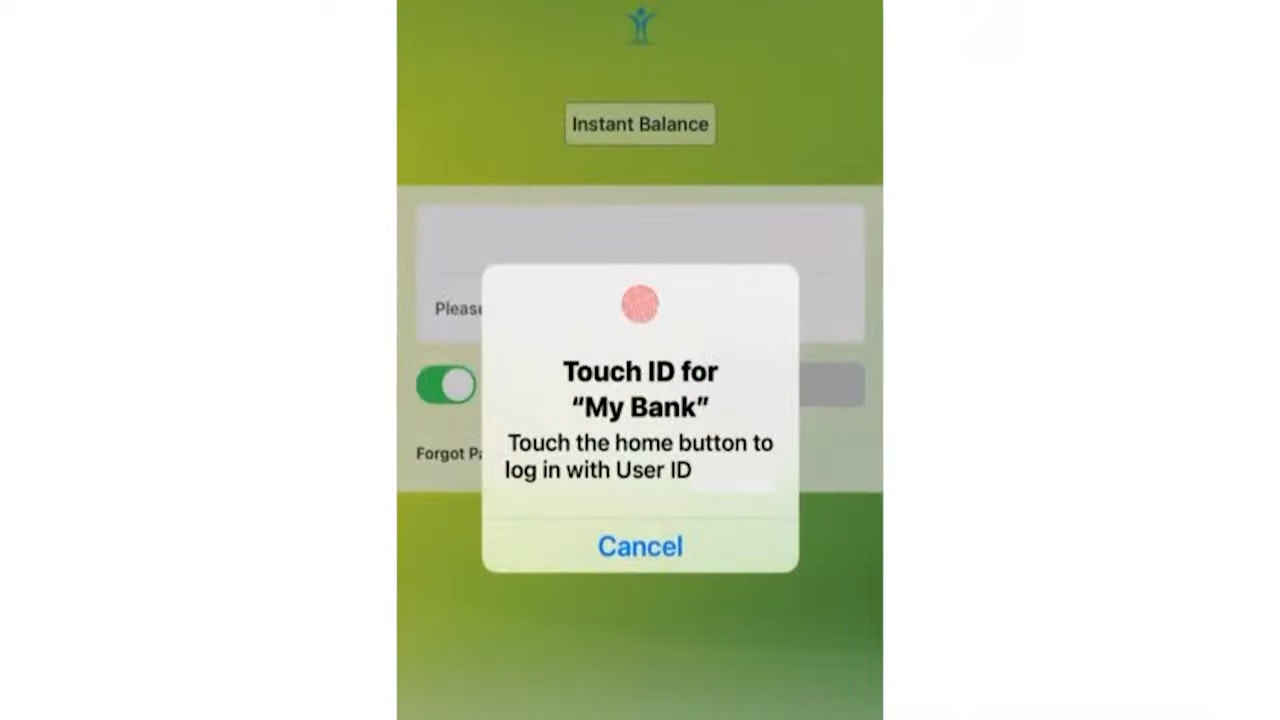 Instant Balance
Please
Touch ID for
“My Bank”
Touch the home button to
log in with User ID
Forgot
Cancel